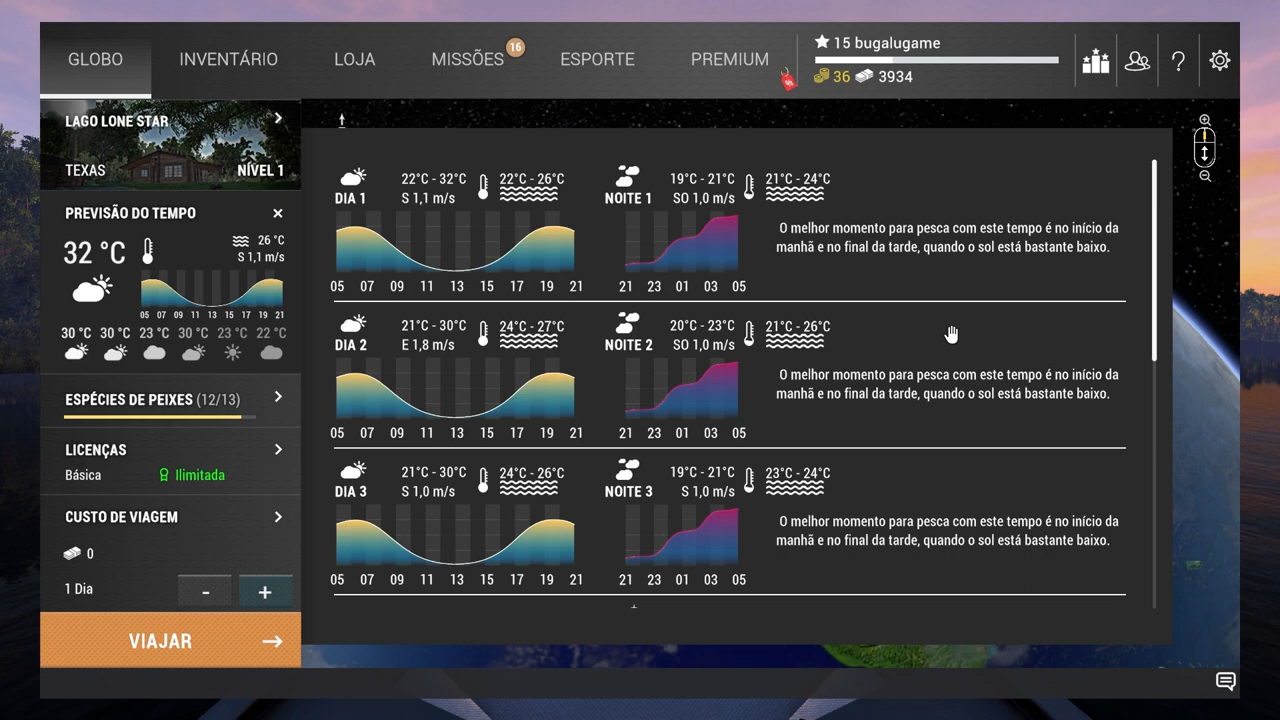 GLOBO
INVENTÁRIO
LOJA
MISSÕES
16
ESPORTE
PREMIUM
%
15 bugalugame
36 3934
?
LAGO LONE STAR
TEXAS
NÍVEL 1
PREVISÃO DO TEMPO
32 °C
26 °C
S 1,1 m/s
05 07 09 11 13 15 17 19 21
30 °C 30 °C 23 °C 30 °C 23 °C 22 °C
ESPÉCIES DE PEIXES (12/13)
LICENÇAS
Básica
Ilimitada
CUSTO DE VIAGEM
0
1 Dia
- +
VIAJAR
22°C - 32°C 22°C - 26°C
DIA 1 S 1,1 m/s
05 07 09 11 13 15 17 19 21
19°C - 21°C 21°C - 24°C
NOITE 1 SO 1,0 m/s
21 23 01 03 05
O melhor momento para pesca com este tempo é no início da
manhã e no final da tarde, quando o sol está bastante baixo.
21°C - 30°C 24°C - 27°C
DIA 2 E 1,8 m/s
05 07 09 11 13 15 17 19 21
20°C - 23°C 21°C - 26°C
NOITE 2 SO 1,0 m/s
21 23 01 03 05
O melhor momento para pesca com este tempo é no início da
manhã e no final da tarde, quando o sol está bastante baixo.
21°C - 30°C 24°C - 26°C
DIA 3 S 1,0 m/s
05 07 09 11 13 15 17 19 21
19°C - 21°C 23°C - 24°C
NOITE 3 S 1,0 m/s
21 23 01 03 05
O melhor momento para pesca com este tempo é no início da
manhã e no final da tarde, quando o sol está bastante baixo.